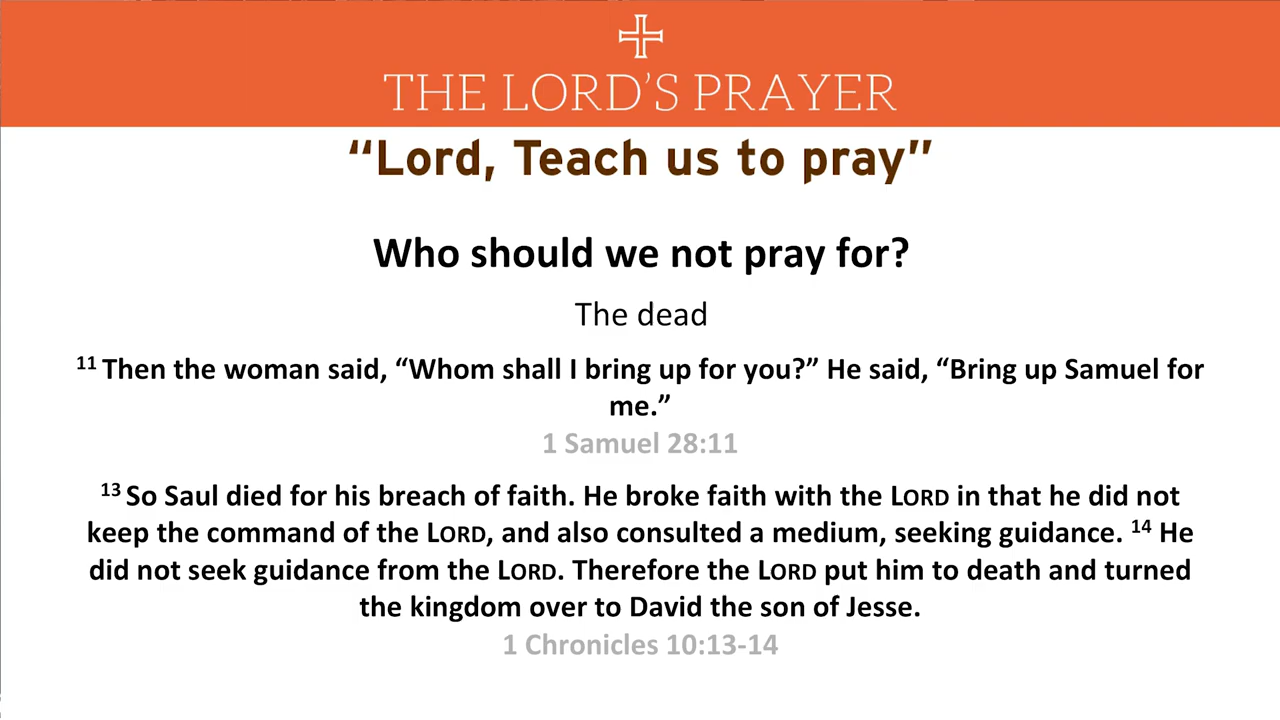 THE LORD’S PRAYER
“Lord, Teach us to pray”
Who should we not pray for?
The dead
11 Then the woman said, “Whom shall I bring up for you?” He said, “Bring up Samuel for
me.”
1 Samuel 28:11
13 So Saul died for his breach of faith. He broke faith with the LORD in that he did not
keep the command of the LORD, and also consulted a medium, seeking guidance. 14 He
did not seek guidance from the LORD. Therefore the LORD put him to death and turned
the kingdom over to David the son of Jesse.
1 Chronicles 10:13-14